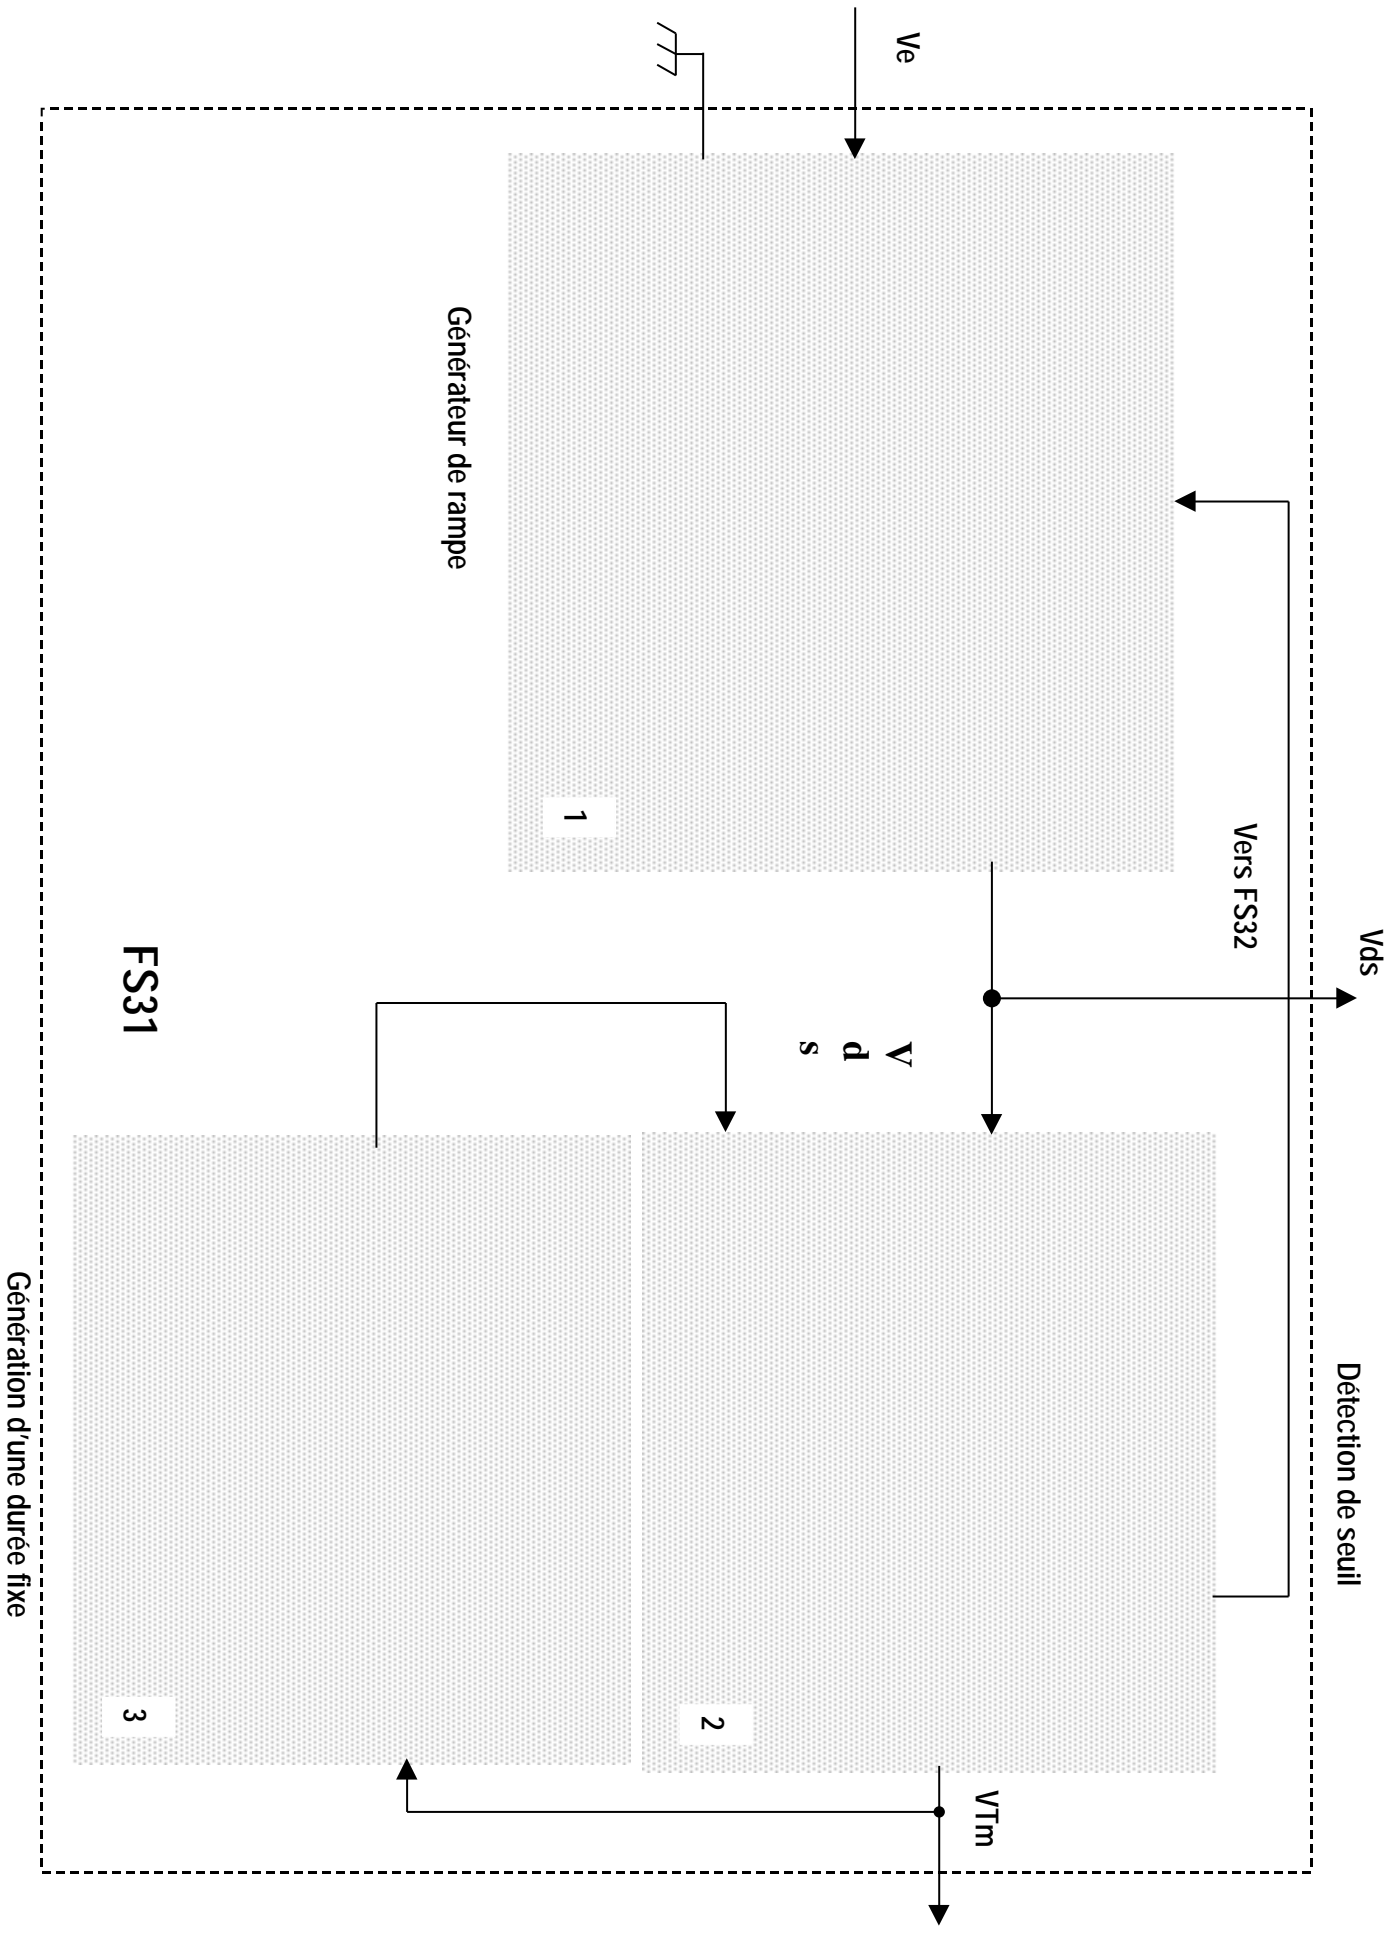 Vds
Détection de seuil
Vers FS32
Ve
VTm
Vds
1
2
Générateur de rampe
FS31
3
Génération d'une durée fixe